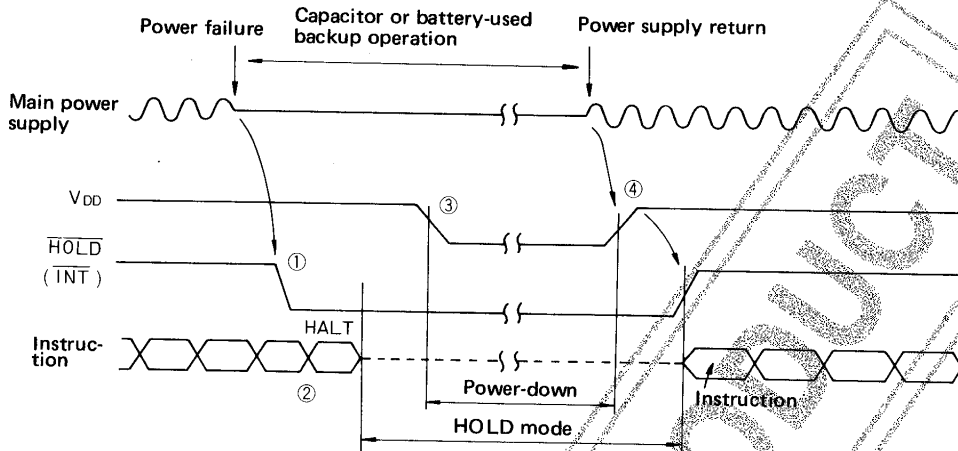 Power failure
Capacitor or battery-used
backup operation
Power supply return
Main power
supply
VDD
③
④
HOLD
(INT)
①
HALT
Instruc-
tion
②
Power-down
Instruction
HOLD mode
ODUCT